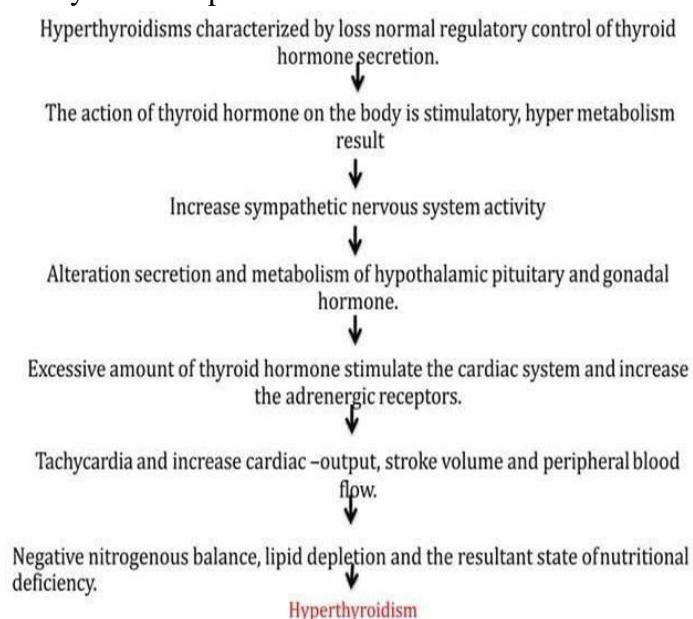 Hyperthyroidisms characterized by loss normal regulatory control of thyroid
hormone secretion.
The action of thyroid hormone on the body is stimulatory, hyper metabolism
result
Increase sympathetic nervous system activity
Alteration secretion and metabolism of hypothalamic pituitary and gonadal
hormone.
Excessive amount of thyroid hormone stimulate the cardiac system and increase
the adrenergic receptors.
Tachycardia and increase cardiac –output, stroke volume and peripheral blood
flow.
Negative nitrogenous balance, lipid depletion and the resultant state of nutritional
deficiency.
Hyperthyroidism